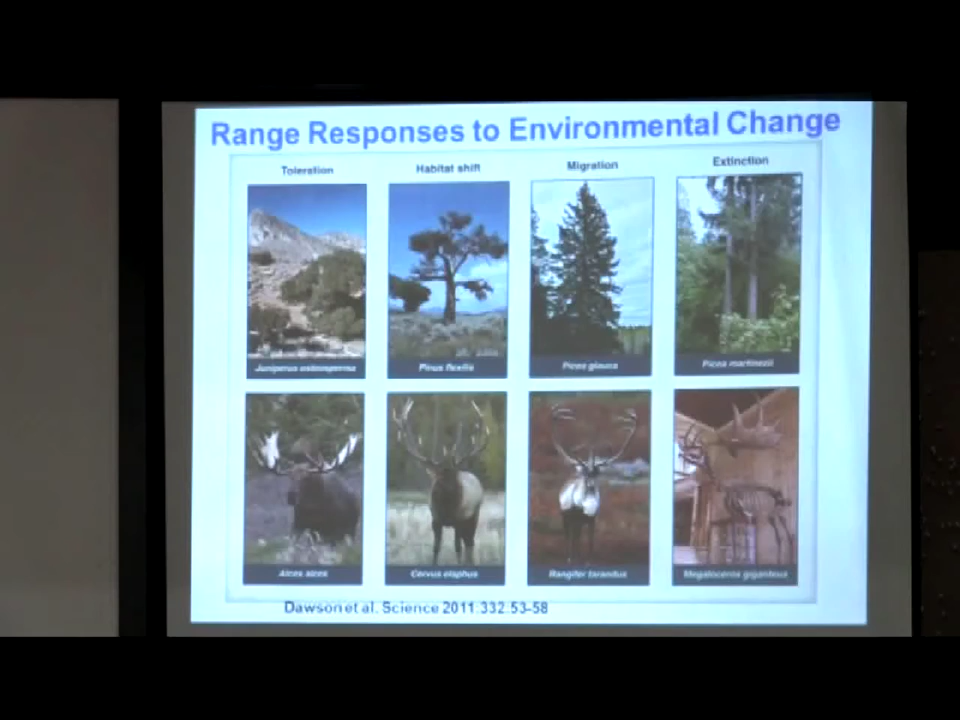 Range Responses to Environmental Change
Toleration Habitat shift Migration Extinction
Juniperus osteosperma Pinus flexilis Picea glauca Picea martinezii
Alces alces Cervus elaphus Rangifer tarandus Megaloceros giganteus
Dawson et al. Science 2011:332:53-58